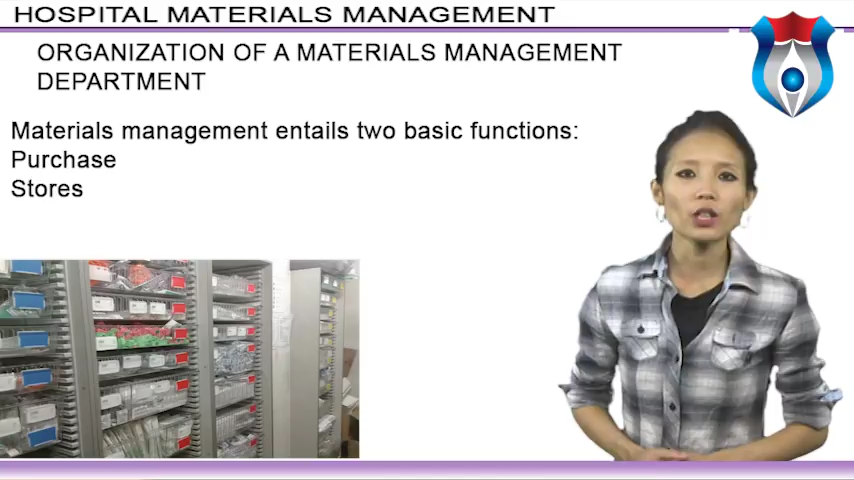 HOSPITAL MATERIALS MANAGEMENT
ORGANIZATION OF A MATERIALS MANAGEMENT
DEPARTMENT
Materials management entails two basic functions:
Purchase
Stores